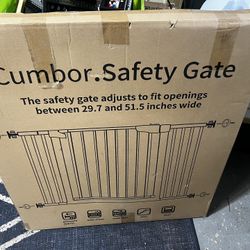 Cumbor.Safety Gate
The safety gate adjusts to fit openings
between 29.7 and 51.5 inches wide